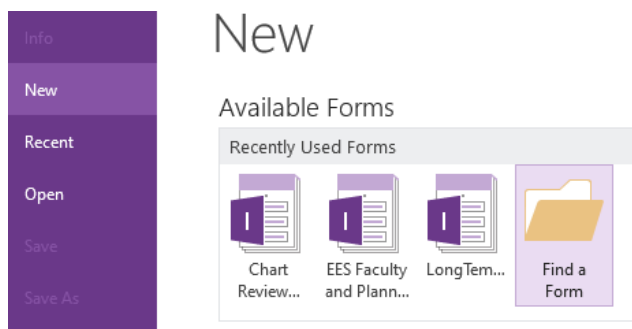 Info
New
Recent
Open
Save
Save As
New
Available Forms
Recently Used Forms
I
Chart
Review...
I
EES Faculty
and Plann...
I
LongTem...
Find a
Form